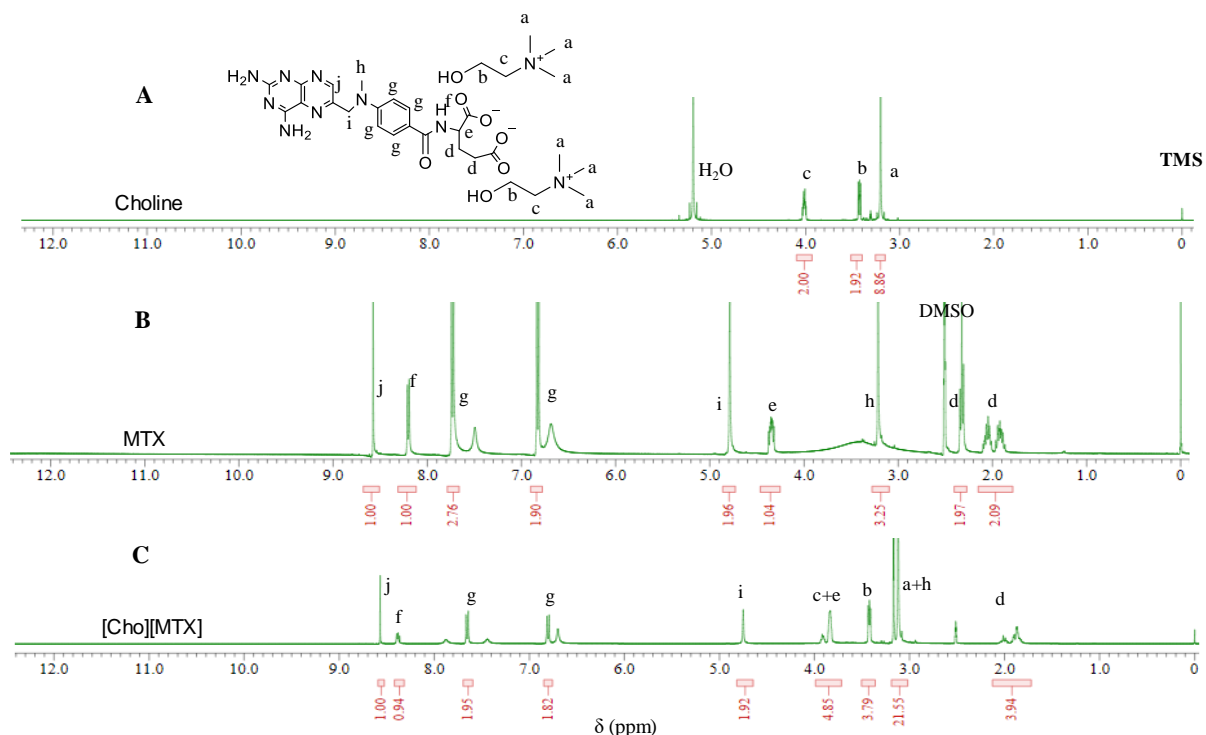 A
a
a
c
N+
a
HO
b
NH2
N
N
j
h
N
N
N
N
NH2
i
g
g
g
g
O
f
H
N
e
O
O−
d
d
O−
O
a
a
N+
a
HO
b
c
Choline
H2O
c
b
a
TMS
12.0 11.0 10.0 9.0 8.0 7.0 6.0 5.0 4.0 3.0 2.0 1.0 0
2.00 1.92 8.86
B
MTX
j
f
g
g
i
e
h
DMSO
d
d
12.0 11.0 10.0 9.0 8.0 7.0 6.0 5.0 4.0 3.0 2.0 1.0 0
1.00 1.00 2.76 1.90 1.96 1.04 3.25 1.97 2.09
C
[Cho][MTX]
j
f
g
g
i
c+e
b
a+h
d
12.0 11.0 10.0 9.0 8.0 7.0 6.0 5.0 4.0 3.0 2.0 1.0 0
1.00 0.94 1.95 1.82 1.92 4.85 3.79 21.55 3.94
δ (ppm)